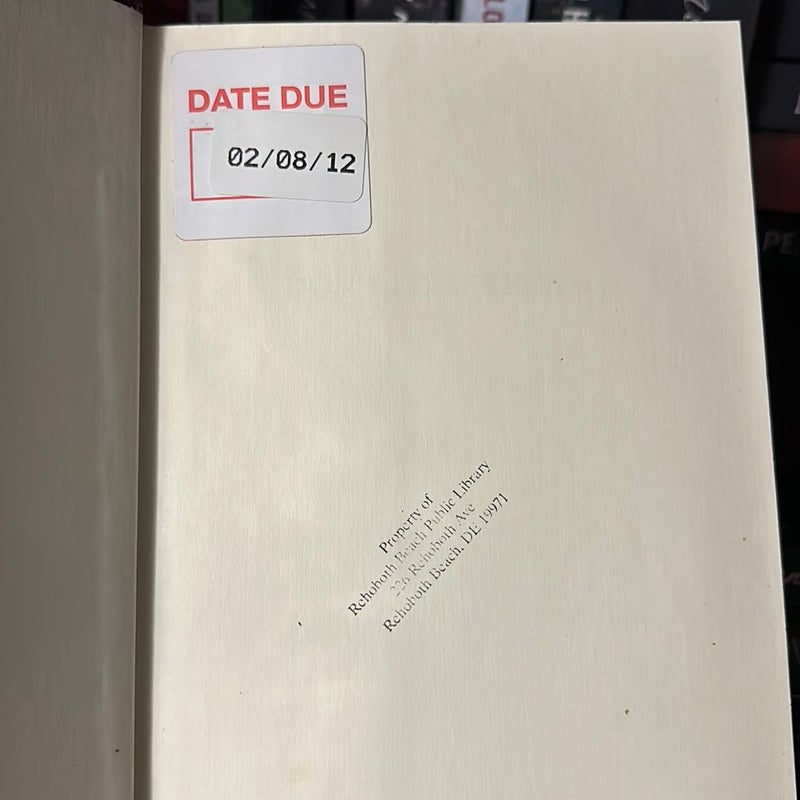 DATE DUE
02/08/12
Property of
Rehoboth Beach Public Library
226 Rehoboth Ave
Rehoboth Beach, DE 19971